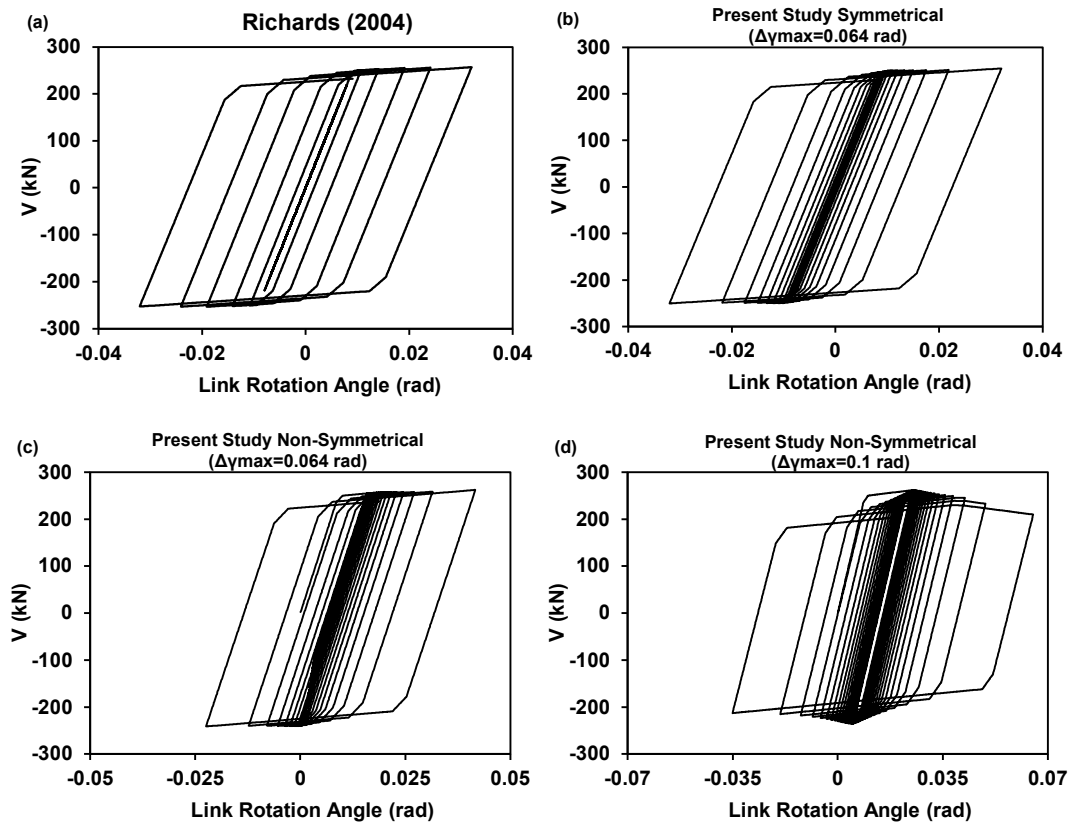 (a)
Richards (2004)
300
200
100
0
-100
-200
-300
V (kN)
-0.04
-0.02
0
0.02
0.04
Link Rotation Angle (rad)
(b)
Present Study Symmetrical
(Δγmax=0.064 rad)
300
200
100
0
-100
-200
-300
V (kN)
-0.04
-0.02
0
0.02
0.04
Link Rotation Angle (rad)
(c)
Present Study Non-Symmetrical
(Δγmax=0.064 rad)
300
200
100
0
-100
-200
-300
V (kN)
-0.05
-0.025
0
0.025
0.05
Link Rotation Angle (rad)
(d)
Present Study Non-Symmetrical
(Δγmax=0.1 rad)
300
200
100
0
-100
-200
-300
V (kN)
-0.07
-0.035
0
0.035
0.07
Link Rotation Angle (rad)